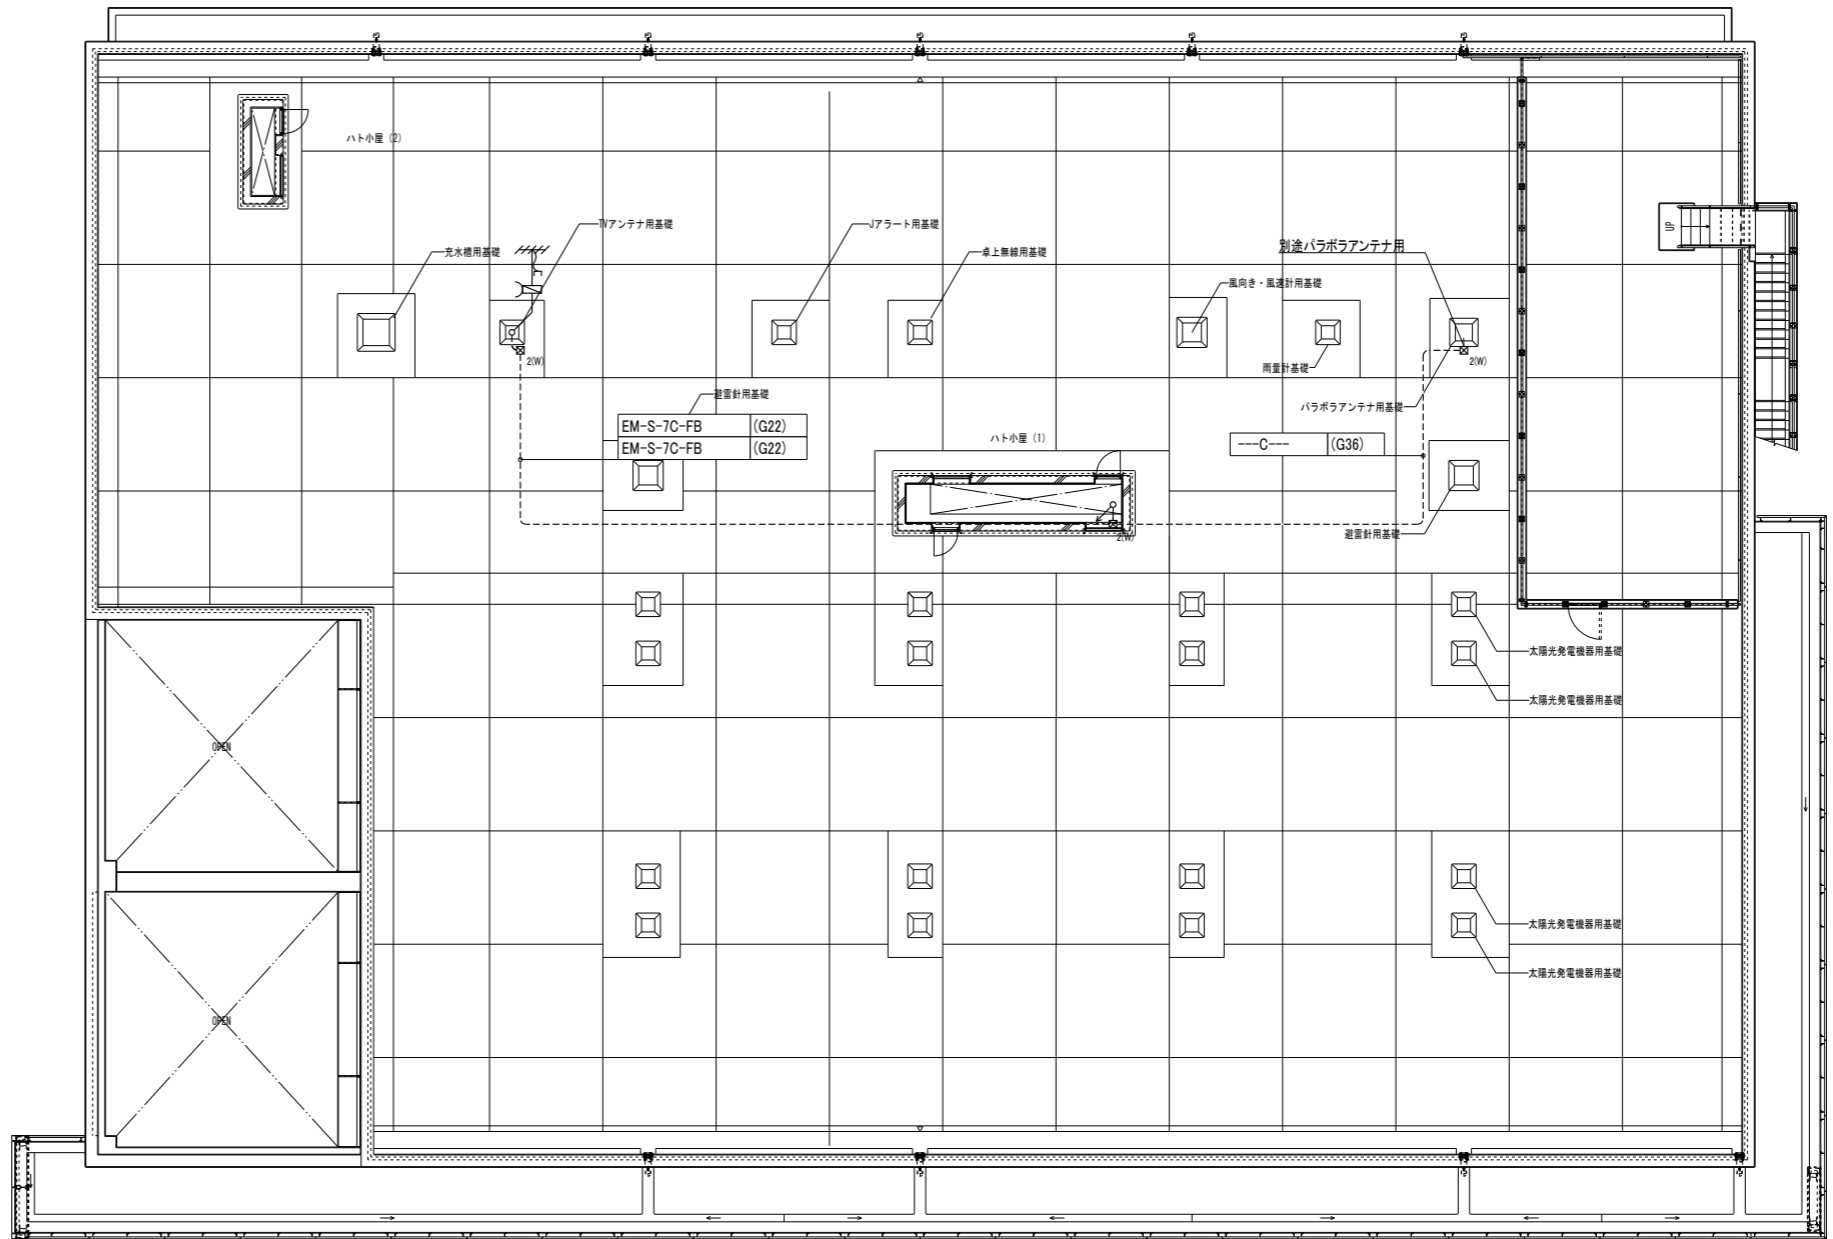 ハト小屋 (2)
UP
TVアンテナ用基礎
Jアラート用基礎
充水槽用基礎
卓上無線用基礎
別途パラボラアンテナ用
風向き・風速計用基礎
2(W)
雨量計基礎
2(W)
避雷針用基礎
パラボラアンテナ用基礎
EM-S-7C-FB (G22)
EM-S-7C-FB (G22)
ハト小屋 (1)
---C--- (G36)
避雷針用基礎
2(W)
太陽光発電機器用基礎
太陽光発電機器用基礎
OPEN
太陽光発電機器用基礎
太陽光発電機器用基礎
OPEN